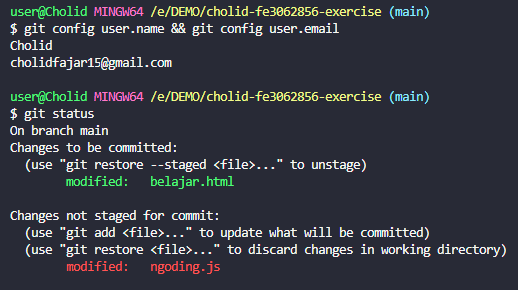 user@Cholid MINGW64 /e/DEMO/cholid-fe3062856-exercise (main)
$ git config user.name && git config user.email
Cholid
cholidfajar15@gmail.com
user@Cholid MINGW64 /e/DEMO/cholid-fe3062856-exercise (main)
$ git status
On branch main
Changes to be committed:
  (use "git restore --staged <file>..." to unstage)
        modified:   belajar.html
Changes not staged for commit:
  (use "git add <file>..." to update what will be committed)
  (use "git restore <file>..." to discard changes in working directory)
        modified:   ngoding.js